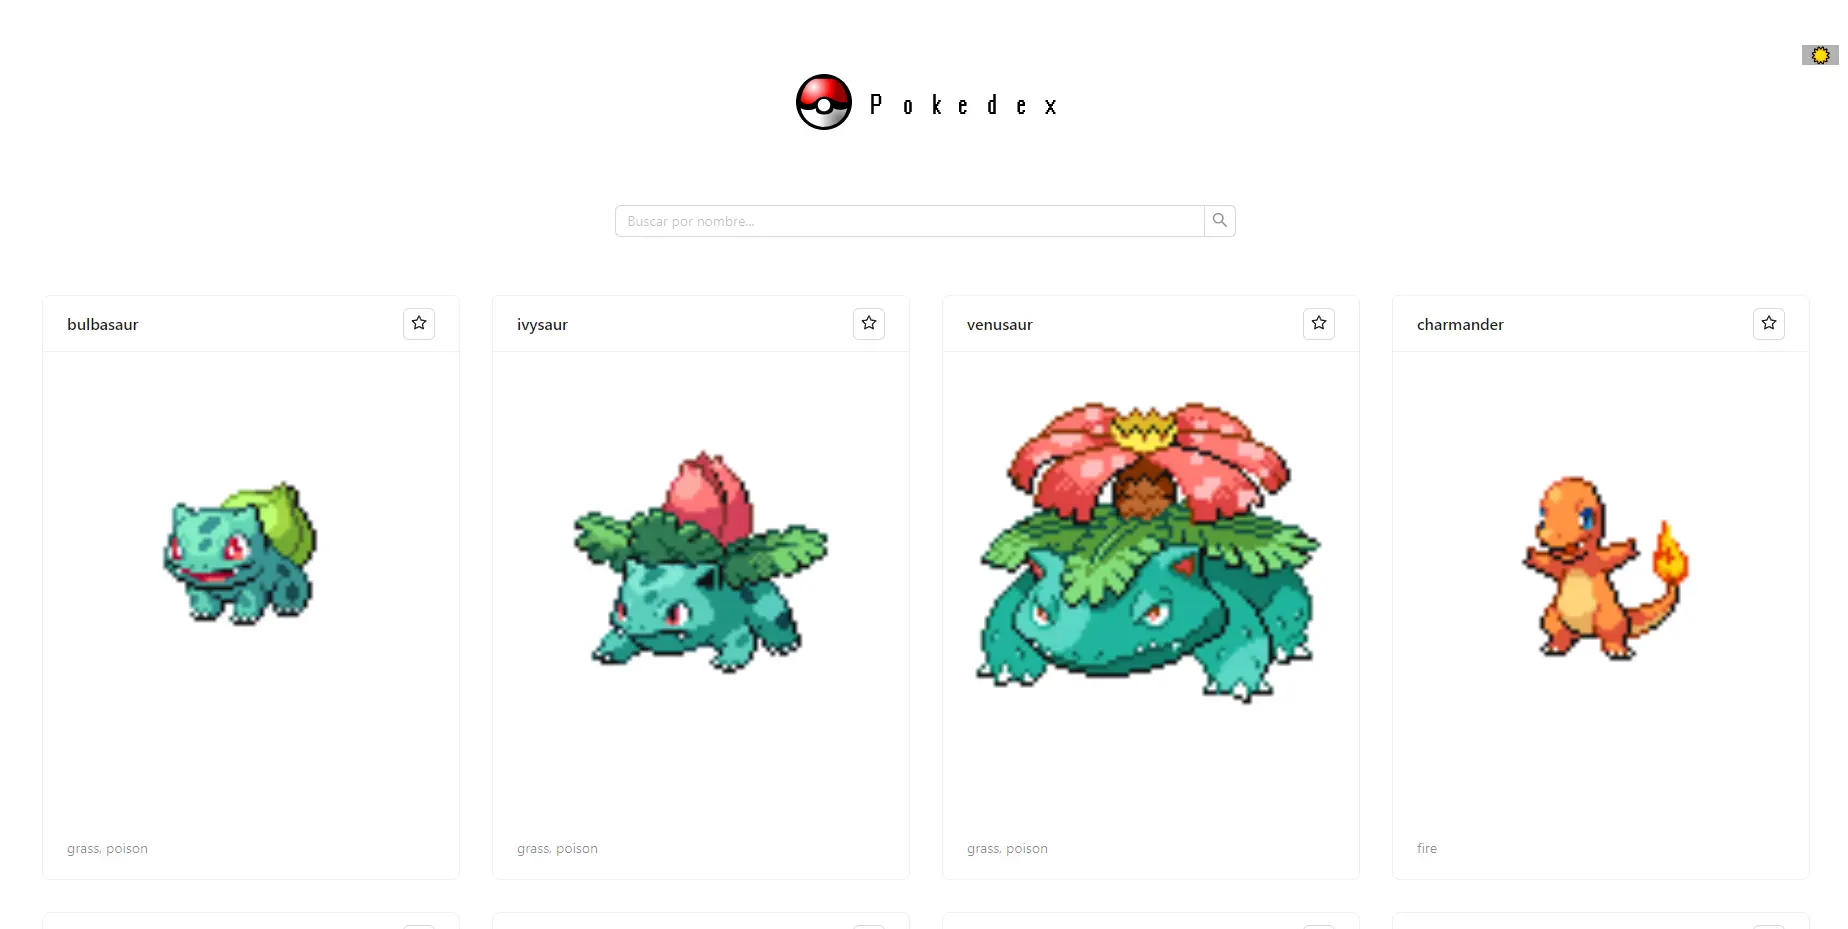 Pokedex
Buscar por nombre...
bulbasaur
ivysaur
venusaur
charmander
grass, poison
grass, poison
grass, poison
fire